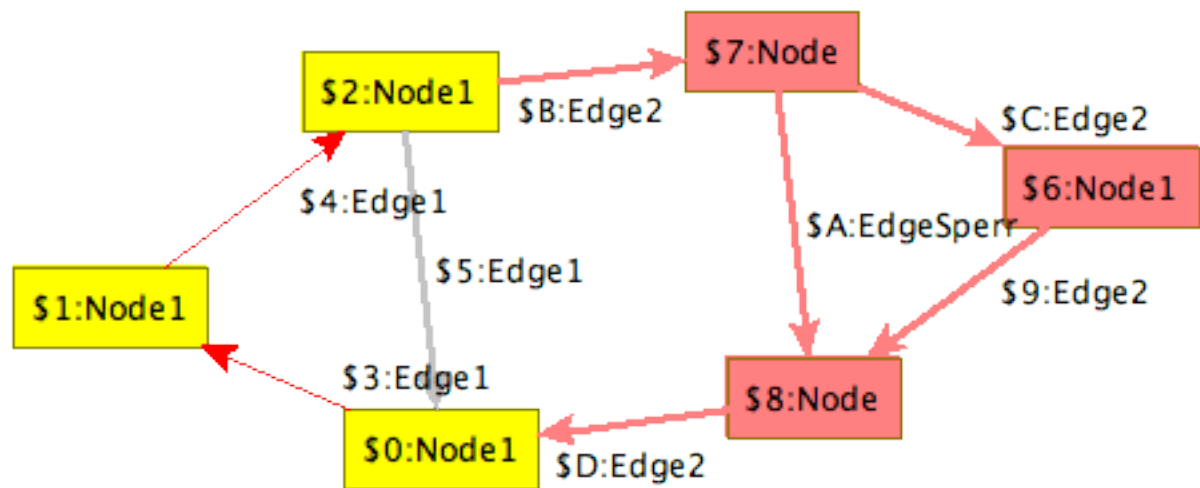 $7:Node
$2:Node1
$B:Edge2
$C:Edge2
$6:Node1
$4:Edge1
$A:EdgeSperr
$5:Edge1
$9:Edge2
$1:Node1
$3:Edge1
$8:Node
$0:Node1
$D:Edge2